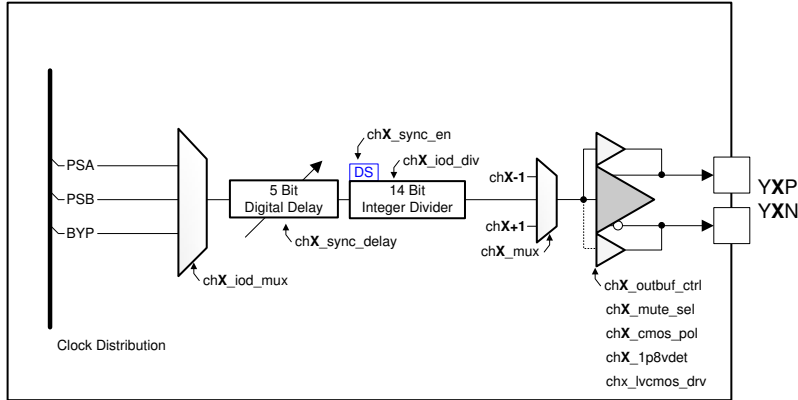 chX_sync_en
DS
chX_iod_div
PSA
PSB
BYP
5 Bit
Digital Delay
14 Bit
Integer Divider
chX-1
chX+1
chX_sync_delay
chX_mux
chX_iod_mux
YXP
YXN
chX_outbuf_ctrl
chX_mute_sel
chX_cmos_pol
chX_1p8vdet
chx_lvcmos_drv
Clock Distribution